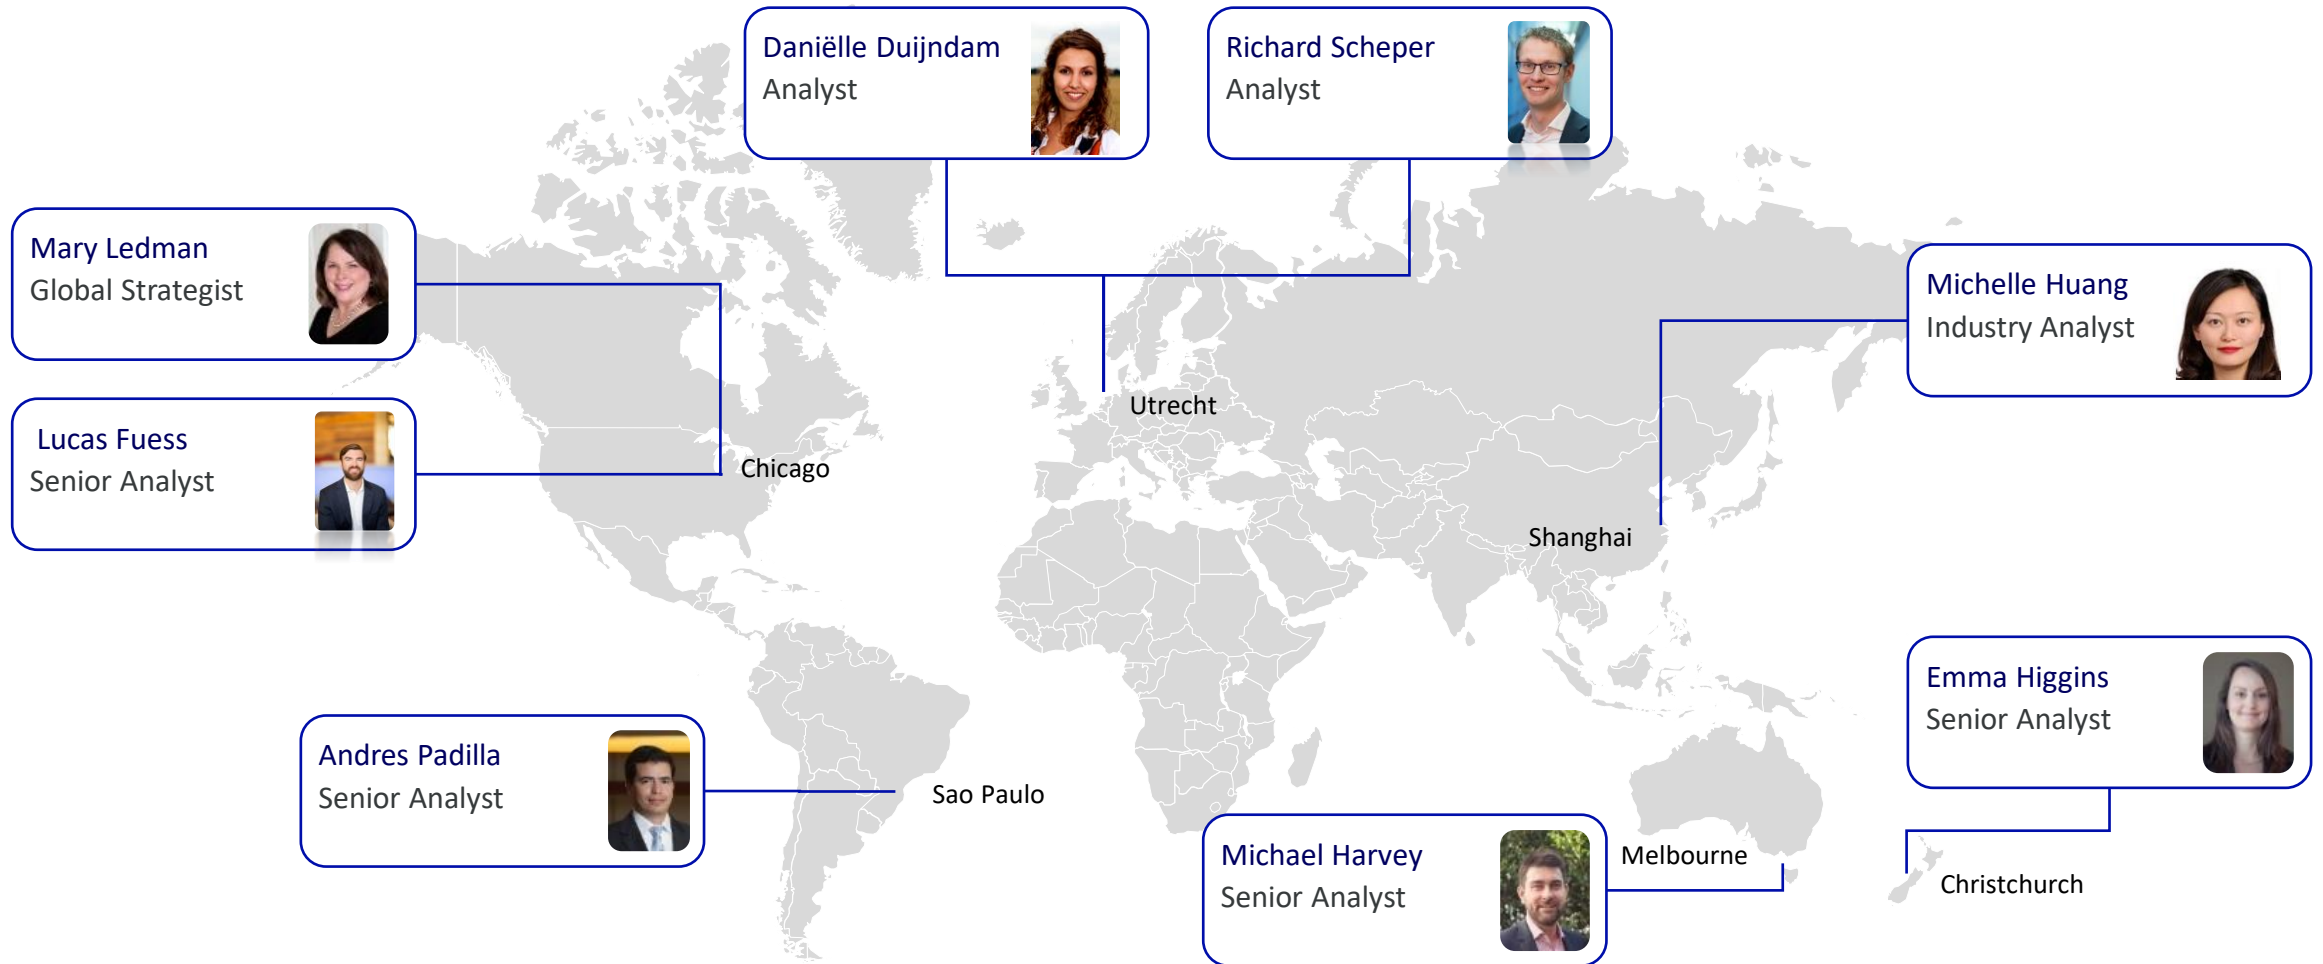 Daniëlle Duijndam
Analyst
Richard Scheper
Analyst
Mary Ledman
Global Strategist
Michelle Huang
Industry Analyst
Utrecht
Lucas Fuess
Senior Analyst
Chicago
Shanghai
Emma Higgins
Senior Analyst
Andres Padilla
Senior Analyst
Sao Paulo
Michael Harvey
Senior Analyst
Melbourne
Christchurch